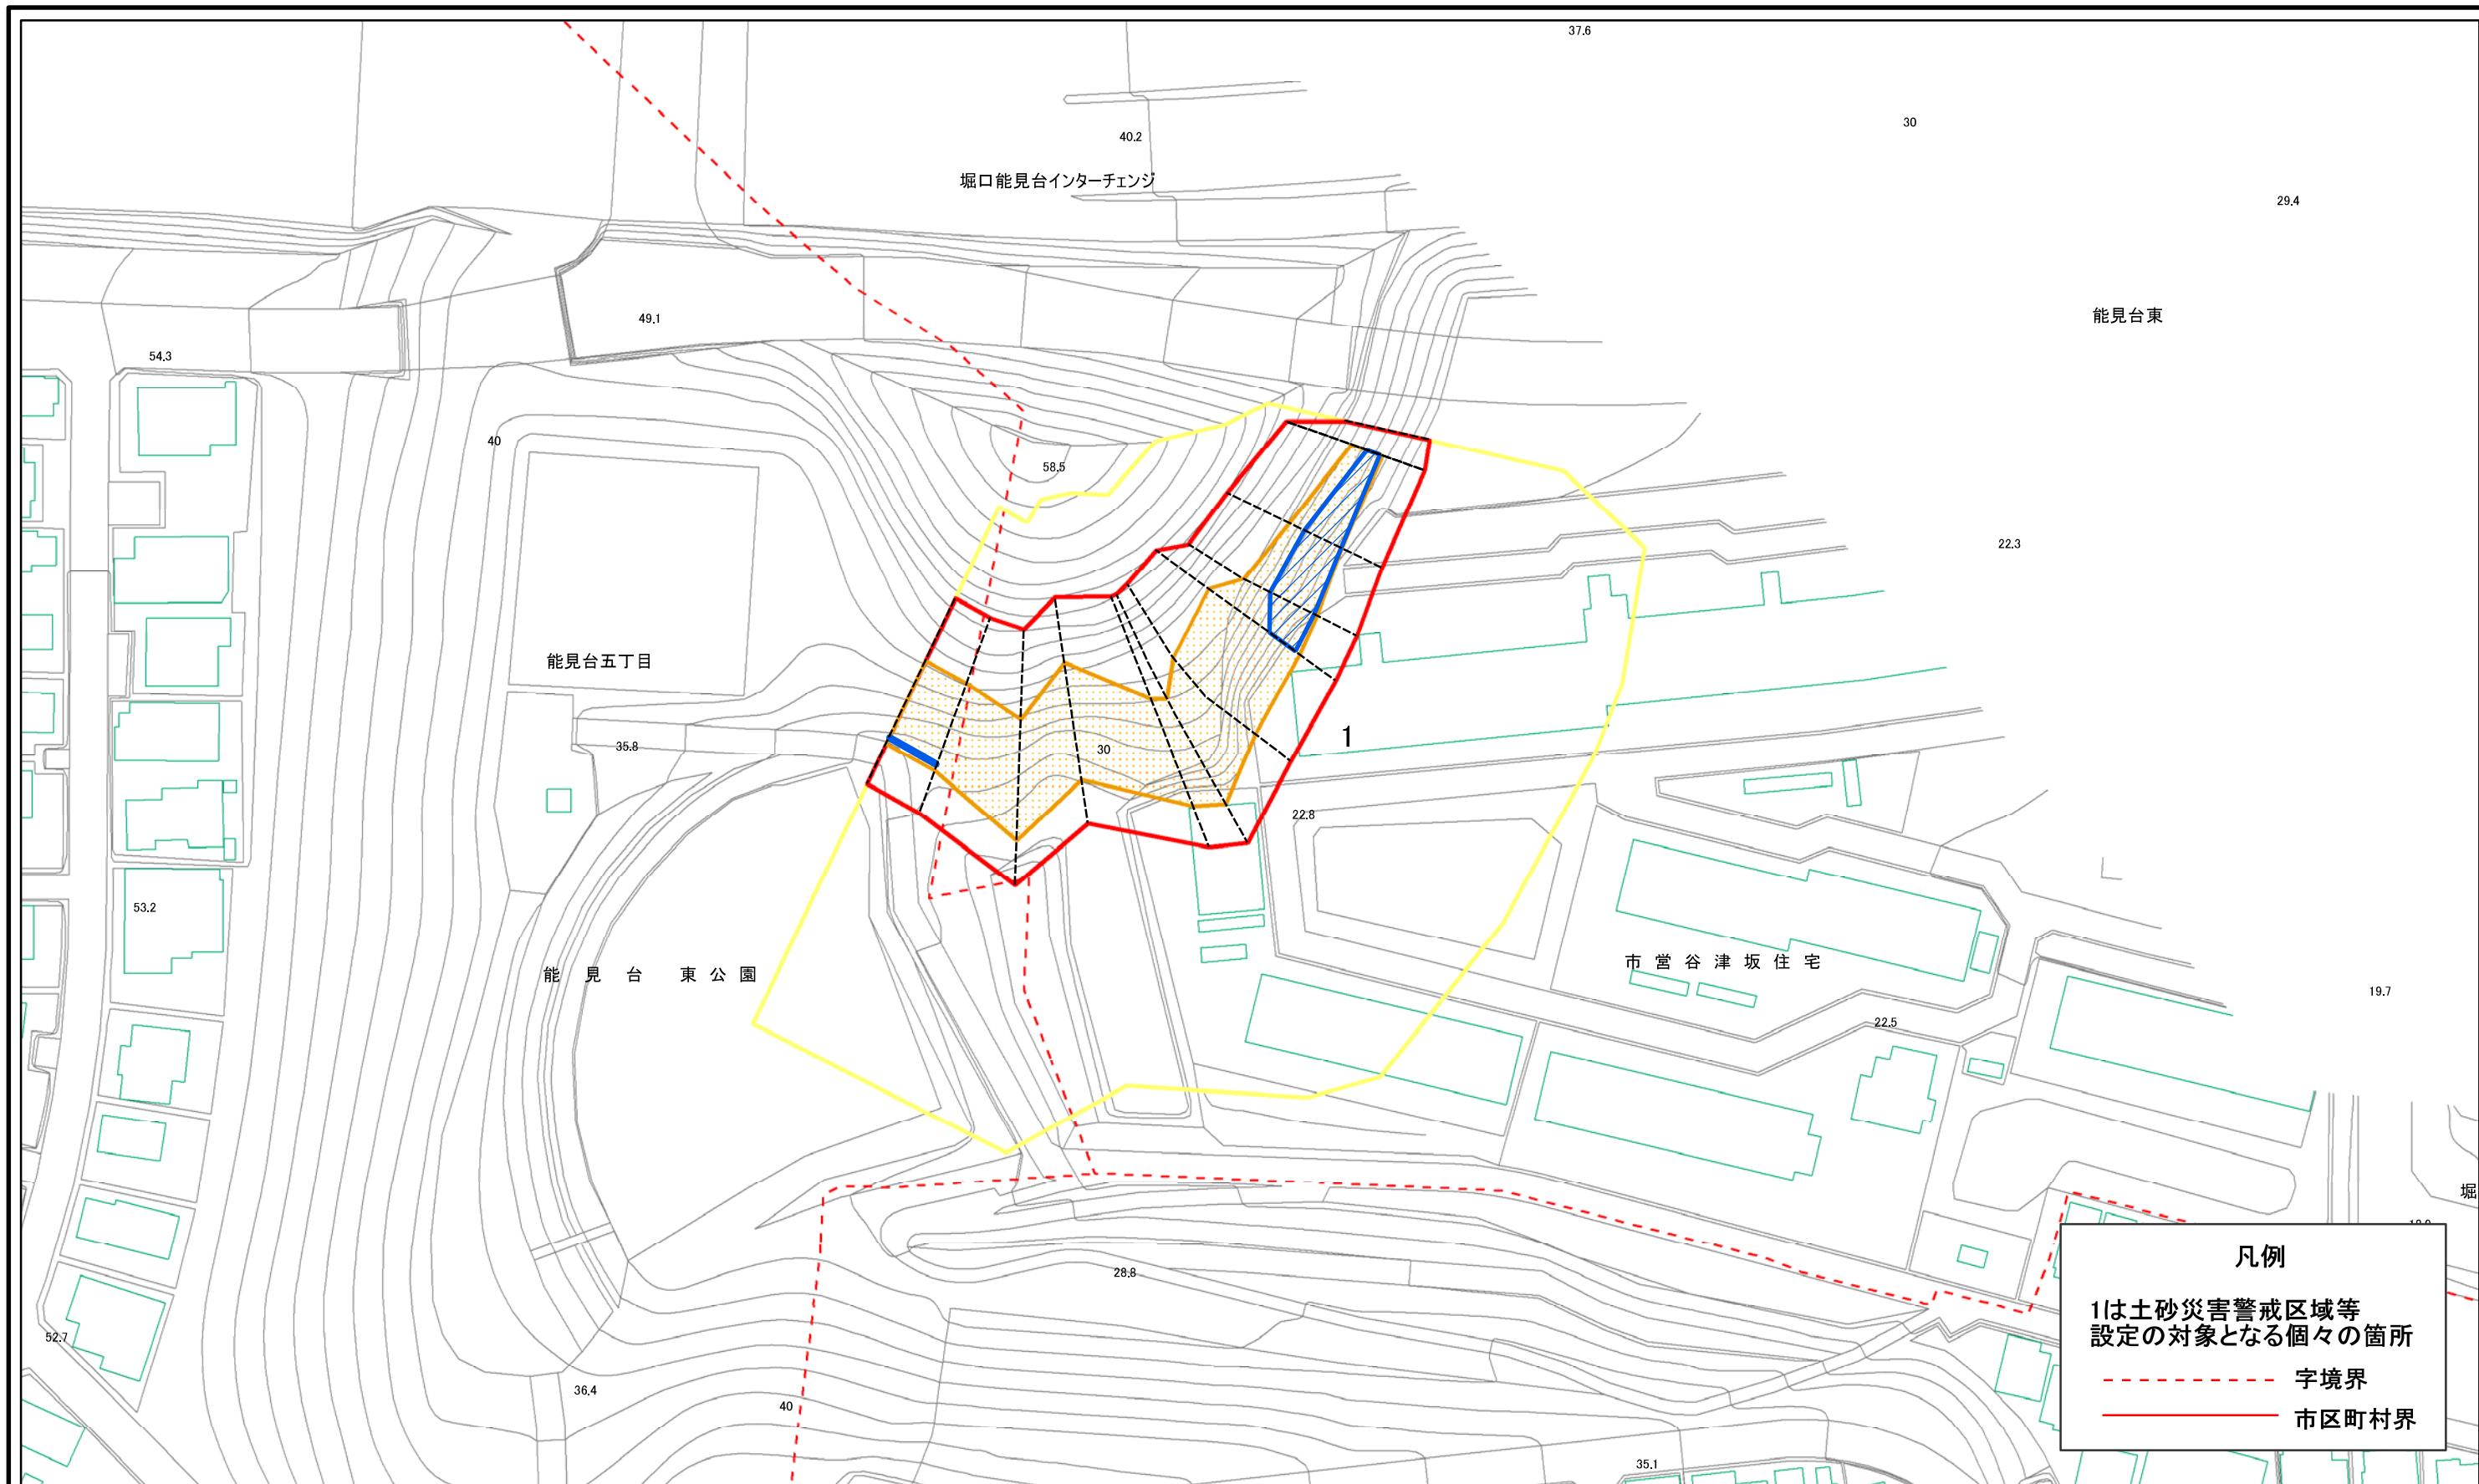 37.6
30
40.2
堀口能見台インターチェンジ
29.4
能見台東
49.1
54.3
40
58.5
22.3
能見台五丁目
35.8
30
1
22.8
53.2
能見台 東公園
市営谷津坂住宅
19.7
22.5
堀
28.8
52.7
36.4
40
35.1
凡例
1は土砂災害警戒区域等
設定の対象となる個々の箇所
字境界
市区町村界